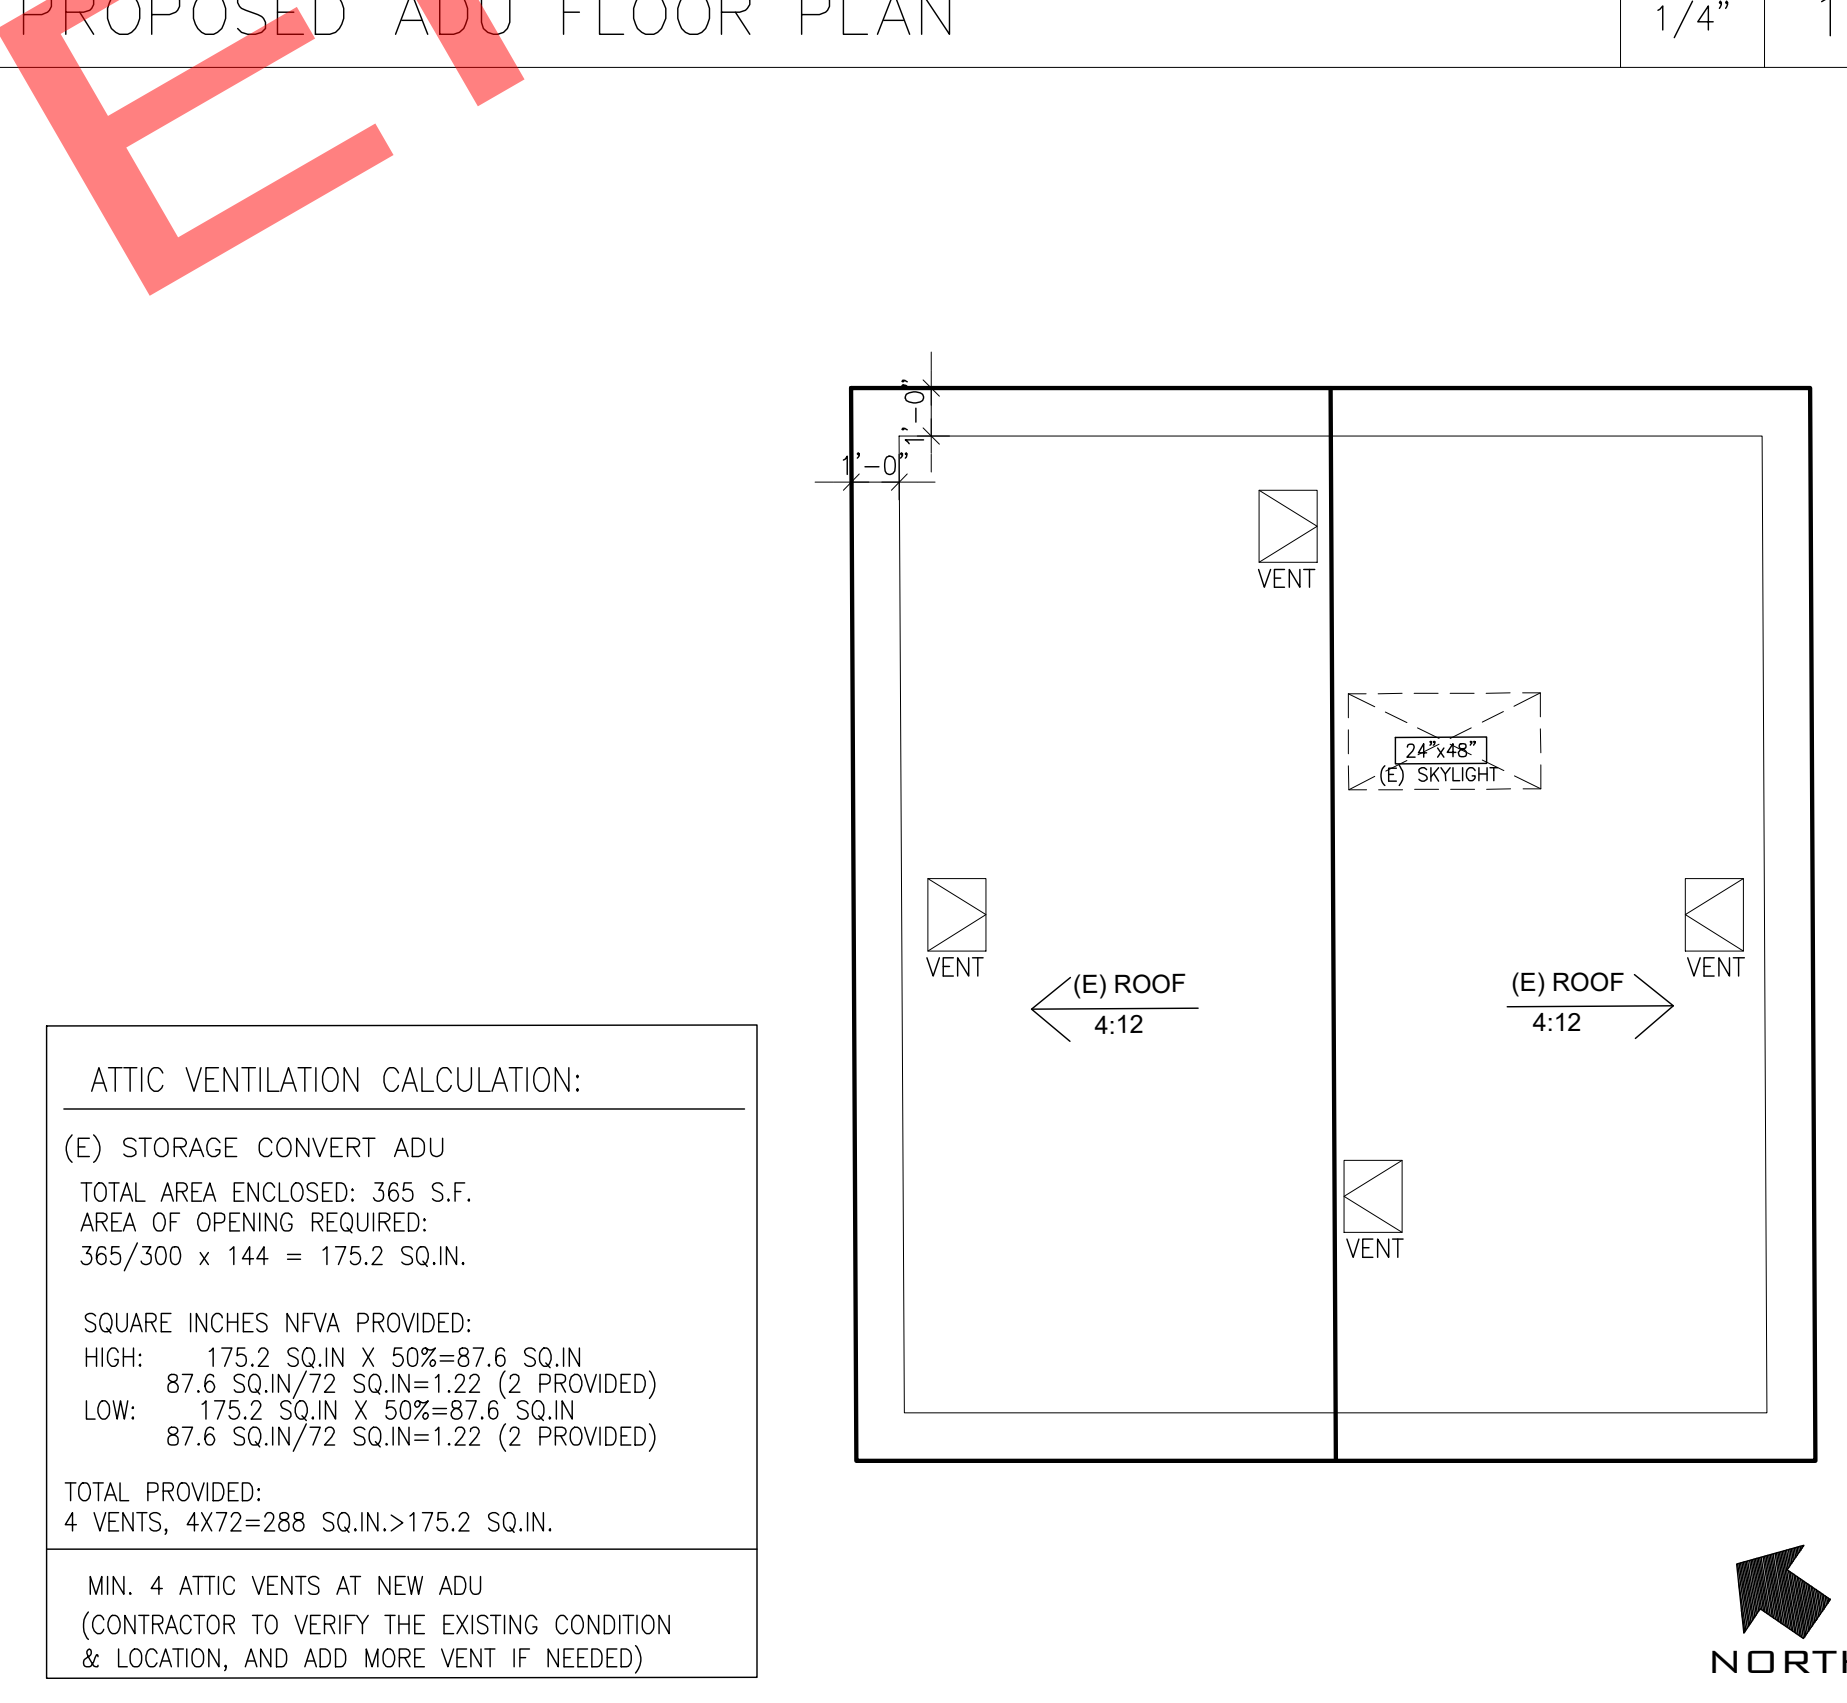 PROPOSED ADU FLOOR PLAN
1/4"
1
1'-0"
1'-0"
VENT
24"x48"
(E) SKYLIGHT
VENT
VENT
(E) ROOF
4:12
(E) ROOF
4:12
VENT
ATTIC VENTILATION CALCULATION:
(E) STORAGE CONVERT ADU
TOTAL AREA ENCLOSED: 365 S.F.
AREA OF OPENING REQUIRED:
365/300 x 144 = 175.2 SQ.IN.
SQUARE INCHES NFVA PROVIDED:
HIGH: 175.2 SQ.IN X 50%=87.6 SQ.IN
87.6 SQ.IN/72 SQ.IN=1.22 (2 PROVIDED)
LOW: 175.2 SQ.IN X 50%=87.6 SQ.IN
87.6 SQ.IN/72 SQ.IN=1.22 (2 PROVIDED)
TOTAL PROVIDED:
4 VENTS, 4X72=288 SQ.IN.>175.2 SQ.IN.
MIN. 4 ATTIC VENTS AT NEW ADU
(CONTRACTOR TO VERIFY THE EXISTING CONDITION
& LOCATION, AND ADD MORE VENT IF NEEDED)
NORTH